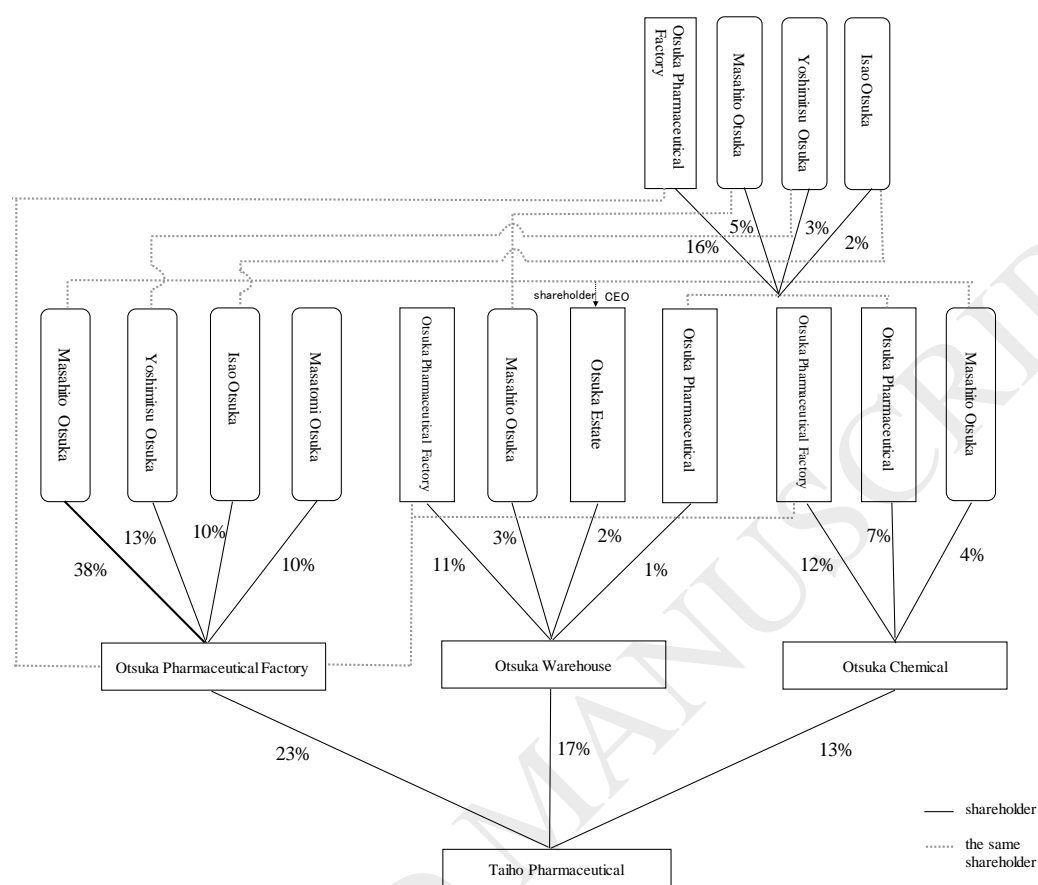 Otsuka Pharmaceutical
Factory
Masahito Otsuka
Yoshimitsu Otsuka
Isao Otsuka
16%
5%
3%
2%
shareholder
CEO
Masahito Otsuka
Yoshimitsu Otsuka
Isao Otsuka
Masatomi Otsuka
Otsuka Pharmaceutical Factory
Masahito Otsuka
Otsuka Estate
Otsuka Pharmaceutical
Otsuka Pharmaceutical Factory
Otsuka Pharmaceutical
Masahito Otsuka
38%
13%
10%
10%
11%
3%
2%
1%
12%
7%
4%
Otsuka Pharmaceutical Factory
Otsuka Warehouse
Otsuka Chemical
23%
17%
13%
Taiho Pharmaceutical
shareholder
the same
shareholder
MANUSCRIP